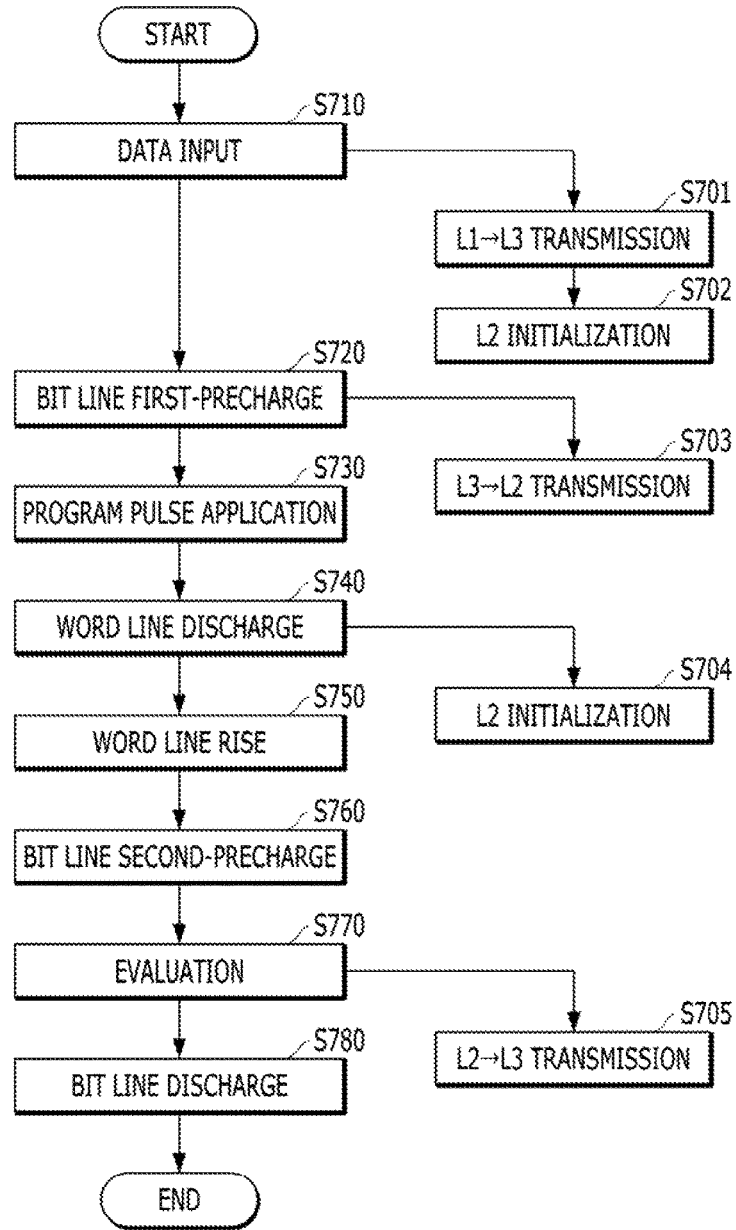 START
S710
DATA INPUT
S701
L1→L3 TRANSMISSION
S702
L2 INITIALIZATION
S720
BIT LINE FIRST-PRECHARGE
S703
L3→L2 TRANSMISSION
S730
PROGRAM PULSE APPLICATION
S740
WORD LINE DISCHARGE
S704
L2 INITIALIZATION
S750
WORD LINE RISE
S760
BIT LINE SECOND-PRECHARGE
S770
EVALUATION
S705
L2→L3 TRANSMISSION
S780
BIT LINE DISCHARGE
END